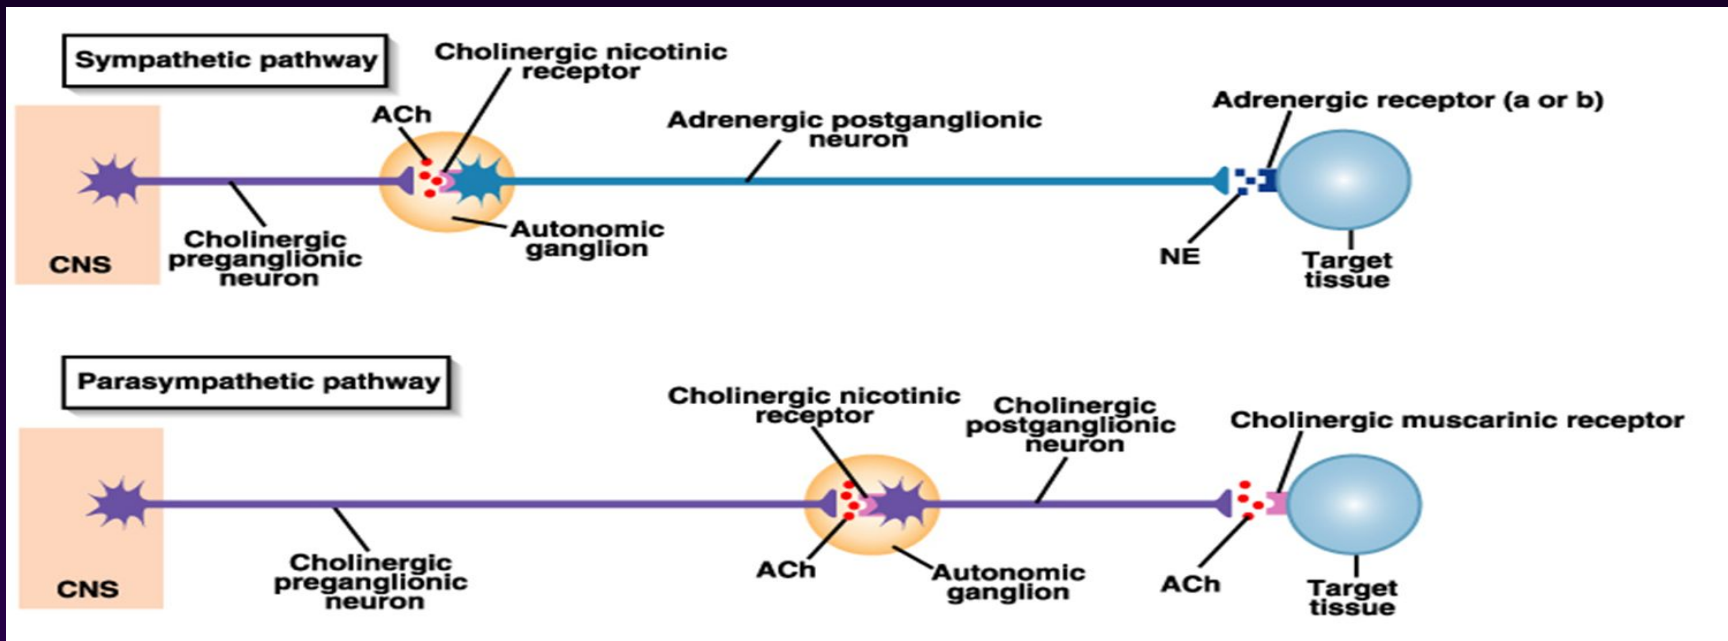 Sympathetic pathway
Cholinergic nicotinic
receptor
ACh
Adrenergic postganglionic
neuron
Adrenergic receptor (a or b)
CNS
Cholinergic
preganglionic
neuron
Autonomic
ganglion
NE
Target
tissue
Parasympathetic pathway
Cholinergic nicotinic
receptor
Cholinergic
postganglionic
neuron
Cholinergic muscarinic receptor
CNS
Cholinergic
preganglionic
neuron
ACh
Autonomic
ganglion
ACh
Target
tissue